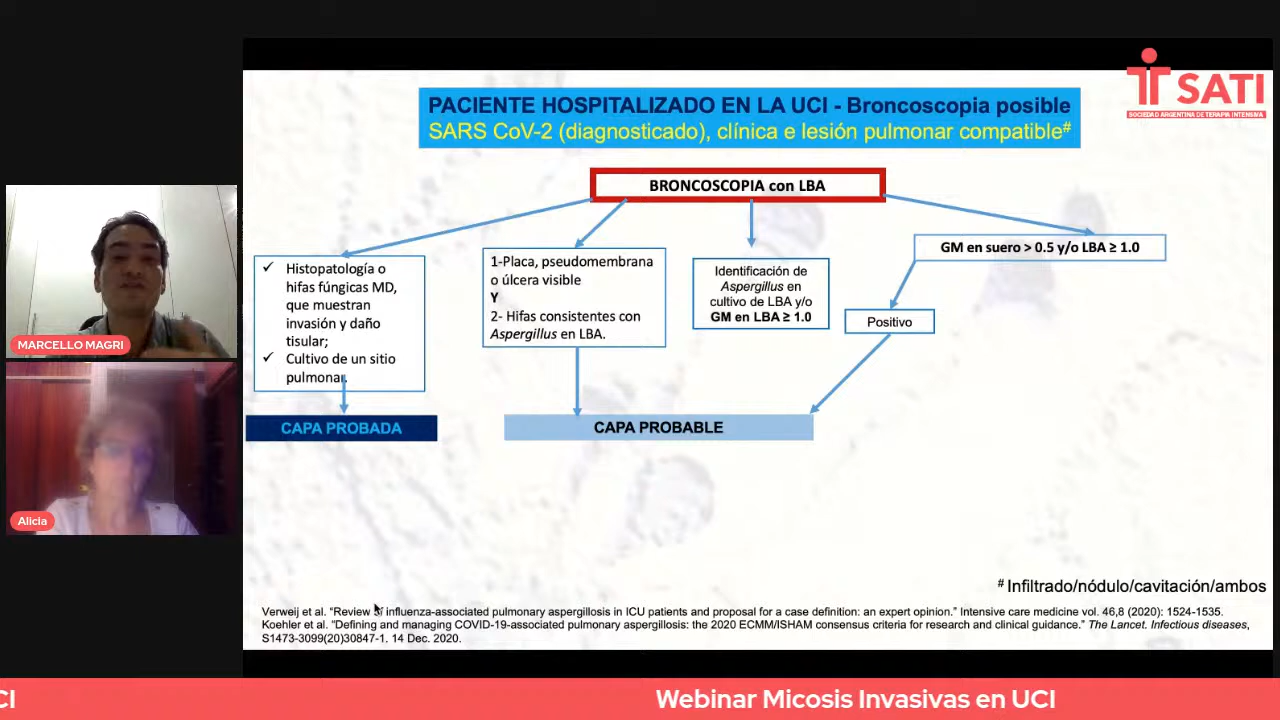 SATI
SOCIEDAD ARGENTINA DE TERAPIA INTENSIVA
PACIENTE HOSPITALIZADO EN LA UCI - Broncoscopia posible
SARS CoV-2 (diagnosticado), clínica e lesión pulmonar compatible#
BRONCOSCOPIA con LBA
✓ Histopatología o
hifas fúngicas MD,
que muestran
invasión y daño
tisular;
✓ Cultivo de un sitio
pulmonar.
CAPA PROBADA
1-Placa, pseudomembrana
o úlcera visible
Y
2- Hifas consistentes con
Aspergillus en LBA.
Identificación de
Aspergillus en
cultivo de LBA y/o
GM en LBA ≥ 1.0
GM en suero > 0.5 y/o LBA ≥ 1.0
Positivo
CAPA PROBABLE
MARCELLO MAGRI
Alicia
# Infiltrado/nódulo/cavitación/ambos
Verweij et al. “Review of influenza-associated pulmonary aspergillosis in ICU patients and proposal for a case definition: an expert opinion.” Intensive care medicine vol. 46,8 (2020): 1524-1535.
Koehler et al. “Defining and managing COVID-19-associated pulmonary aspergillosis: the 2020 ECMM/ISHAM consensus criteria for research and clinical guidance.” The Lancet. Infectious diseases,
S1473-3099(20)30847-1. 14 Dec. 2020.
CI
Webinar Micosis Invasivas en UCI